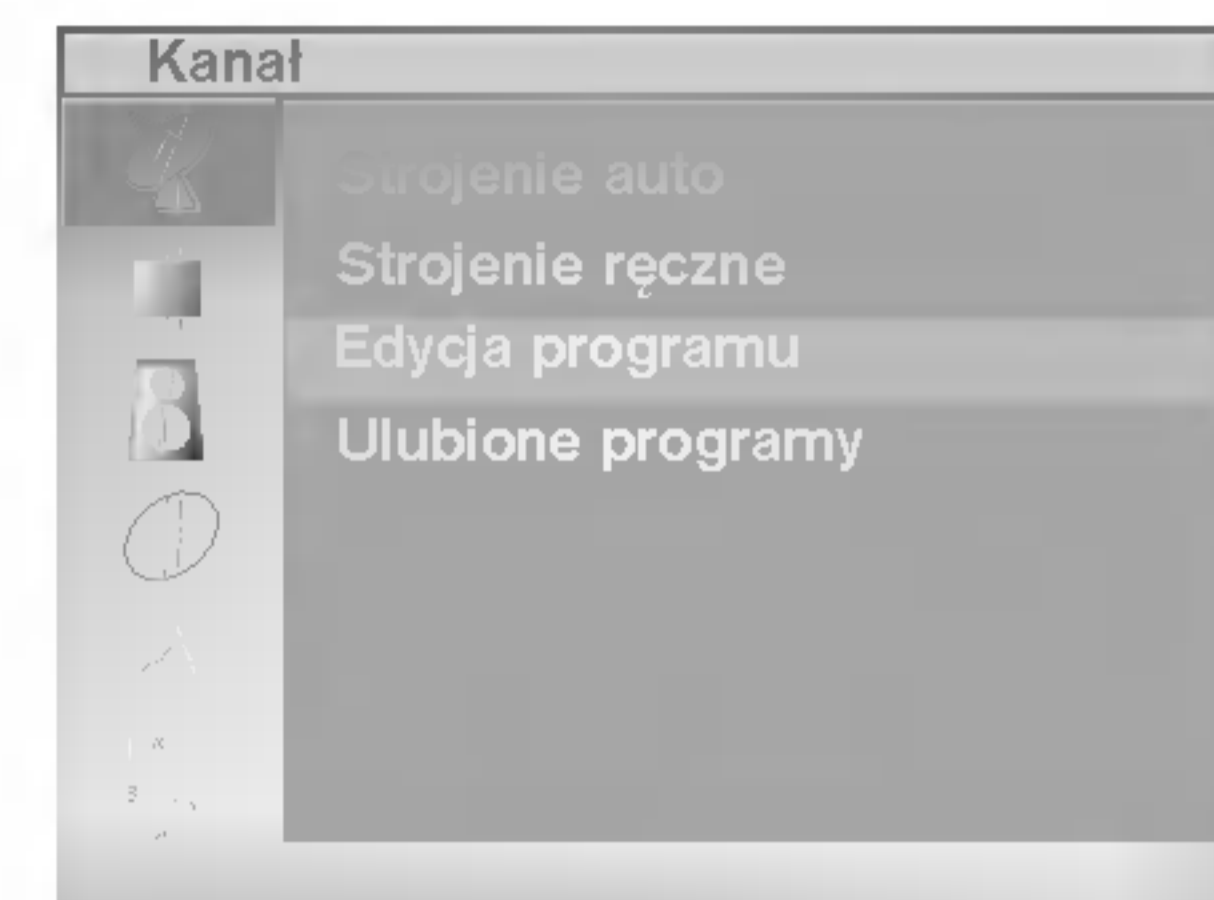 Kanał
Strojenie auto
Strojenie ręczne
Edycja programu
Ulubione programy